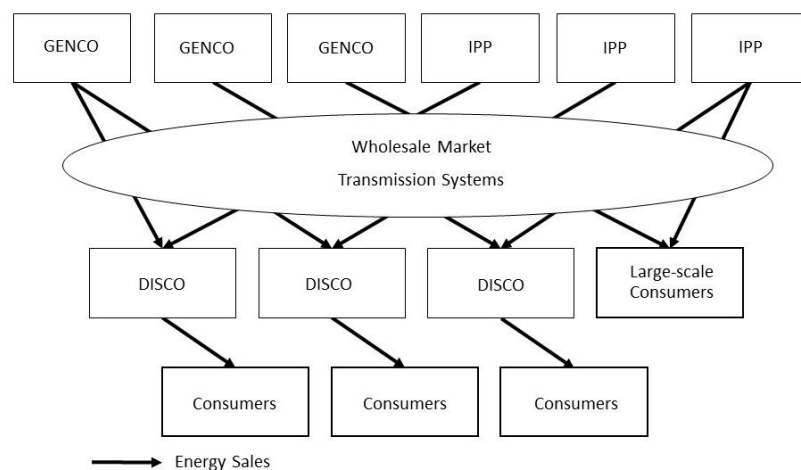 GENCO
GENCO
GENCO
IPP
IPP
IPP
Wholesale Market
Transmission Systems
DISCO
DISCO
DISCO
Large-scale
Consumers
Consumers
Consumers
Consumers
Energy Sales